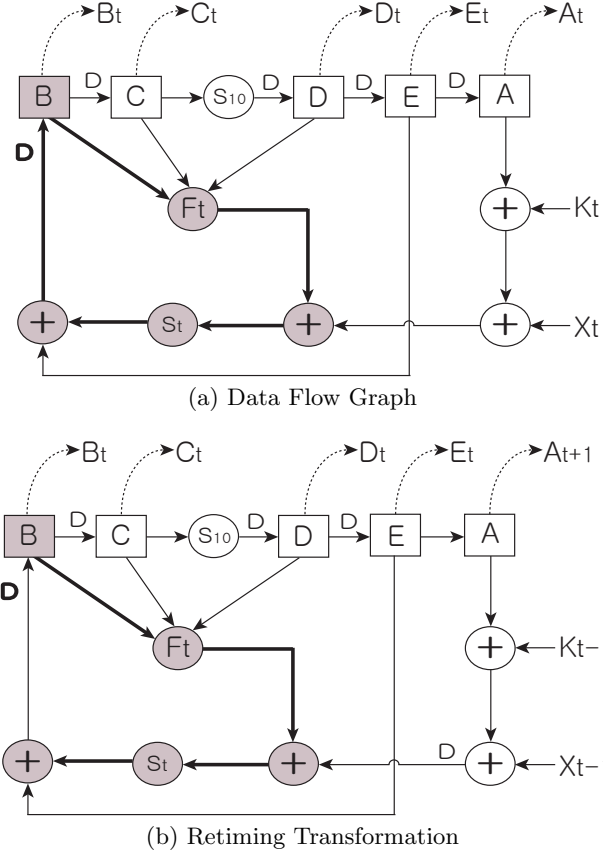 Bt Ct Dt Et At
D D D D
B C S10 D E A
D
Ft + Kt
+ St + + Xt
(a) Data Flow Graph
Bt Ct Dt Et At+1
D D D
B C S10 D E A
D
Ft + Kt–
D
+ St + + Xt–
(b) Retiming Transformation